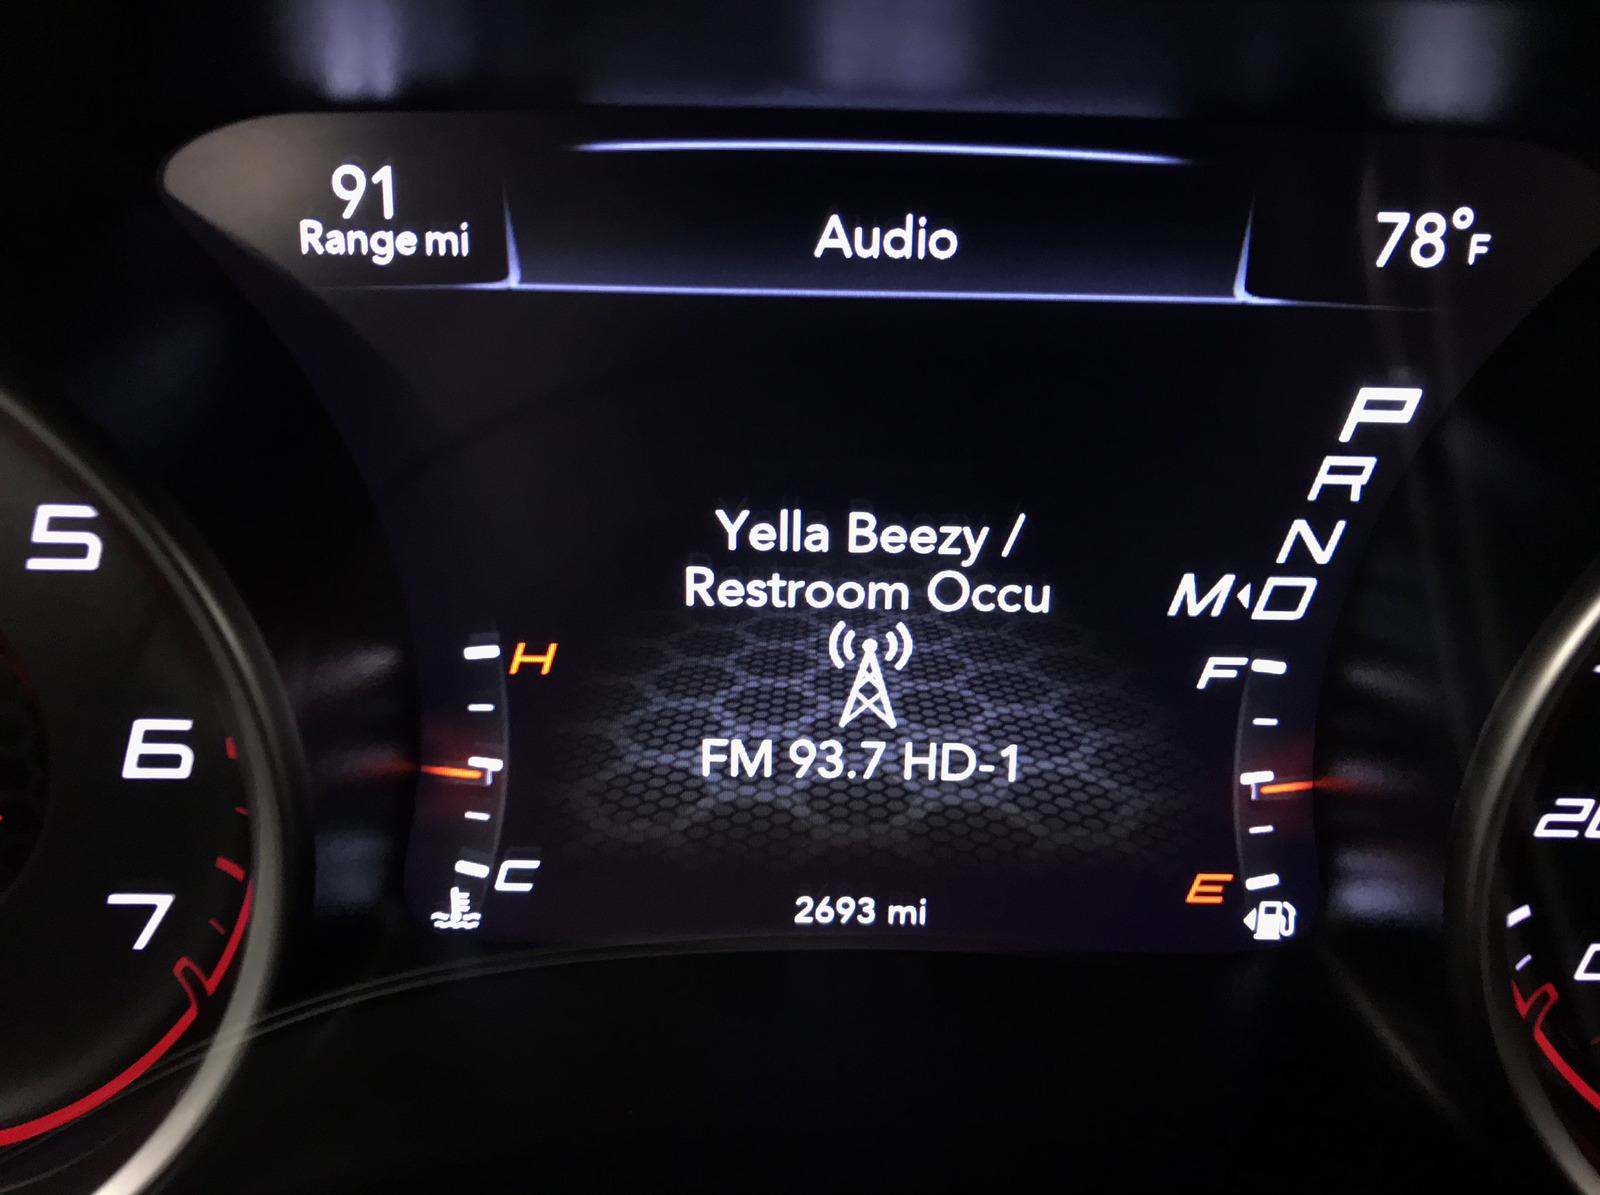 91
Range mi
Audio
78°F
P
R
N
M D
Yella Beezy /
Restroom Occu
FM 93.7 HD-1
H
C
F
E
2693 mi
5
6
7